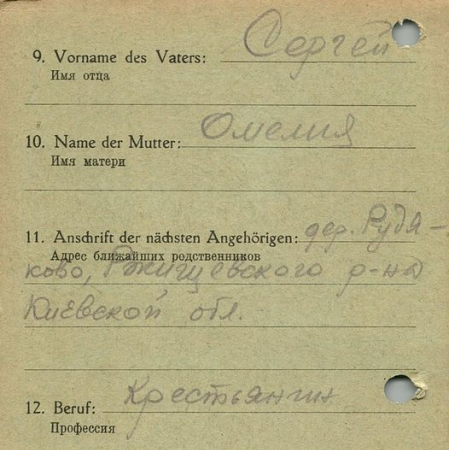 9. Vorname des Vaters: Сергей
Имя отца
10. Name der Mutter: Омелия
Имя матери
11. Anschrift der nächsten Angehörigen: дер. Рудя-
Адрес ближайших родственников
ково, Ржищевского р-на
Киевской обл.
12. Beruf: Крестьянин
Профессия